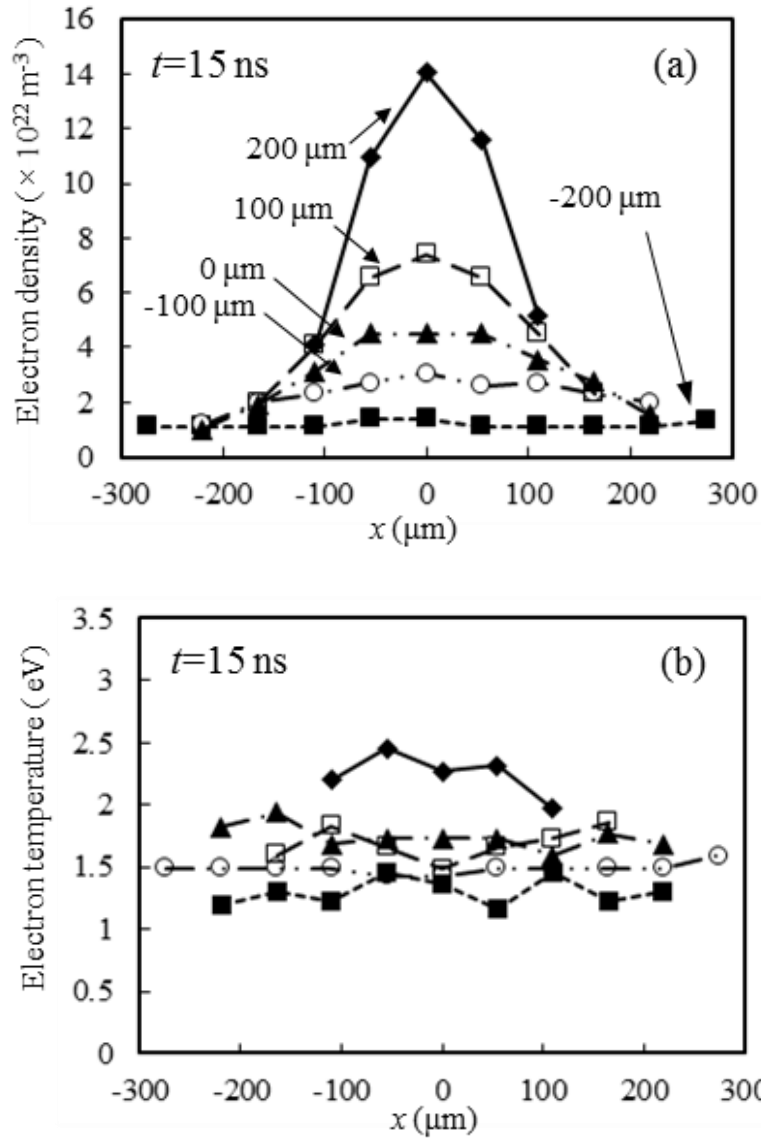 16
14
12
10
8
6
4
2
0
Electron density ( × 10²² m⁻³)
t=15 ns
(a)
200 μm
100 μm
0 μm
-100 μm
-200 μm
-300 -200 -100 0 100 200 300
x (μm)
3.5
3
2.5
2
1.5
1
0.5
0
Electron temperature ( eV)
t=15 ns
(b)
-300 -200 -100 0 100 200 300
x (μm)